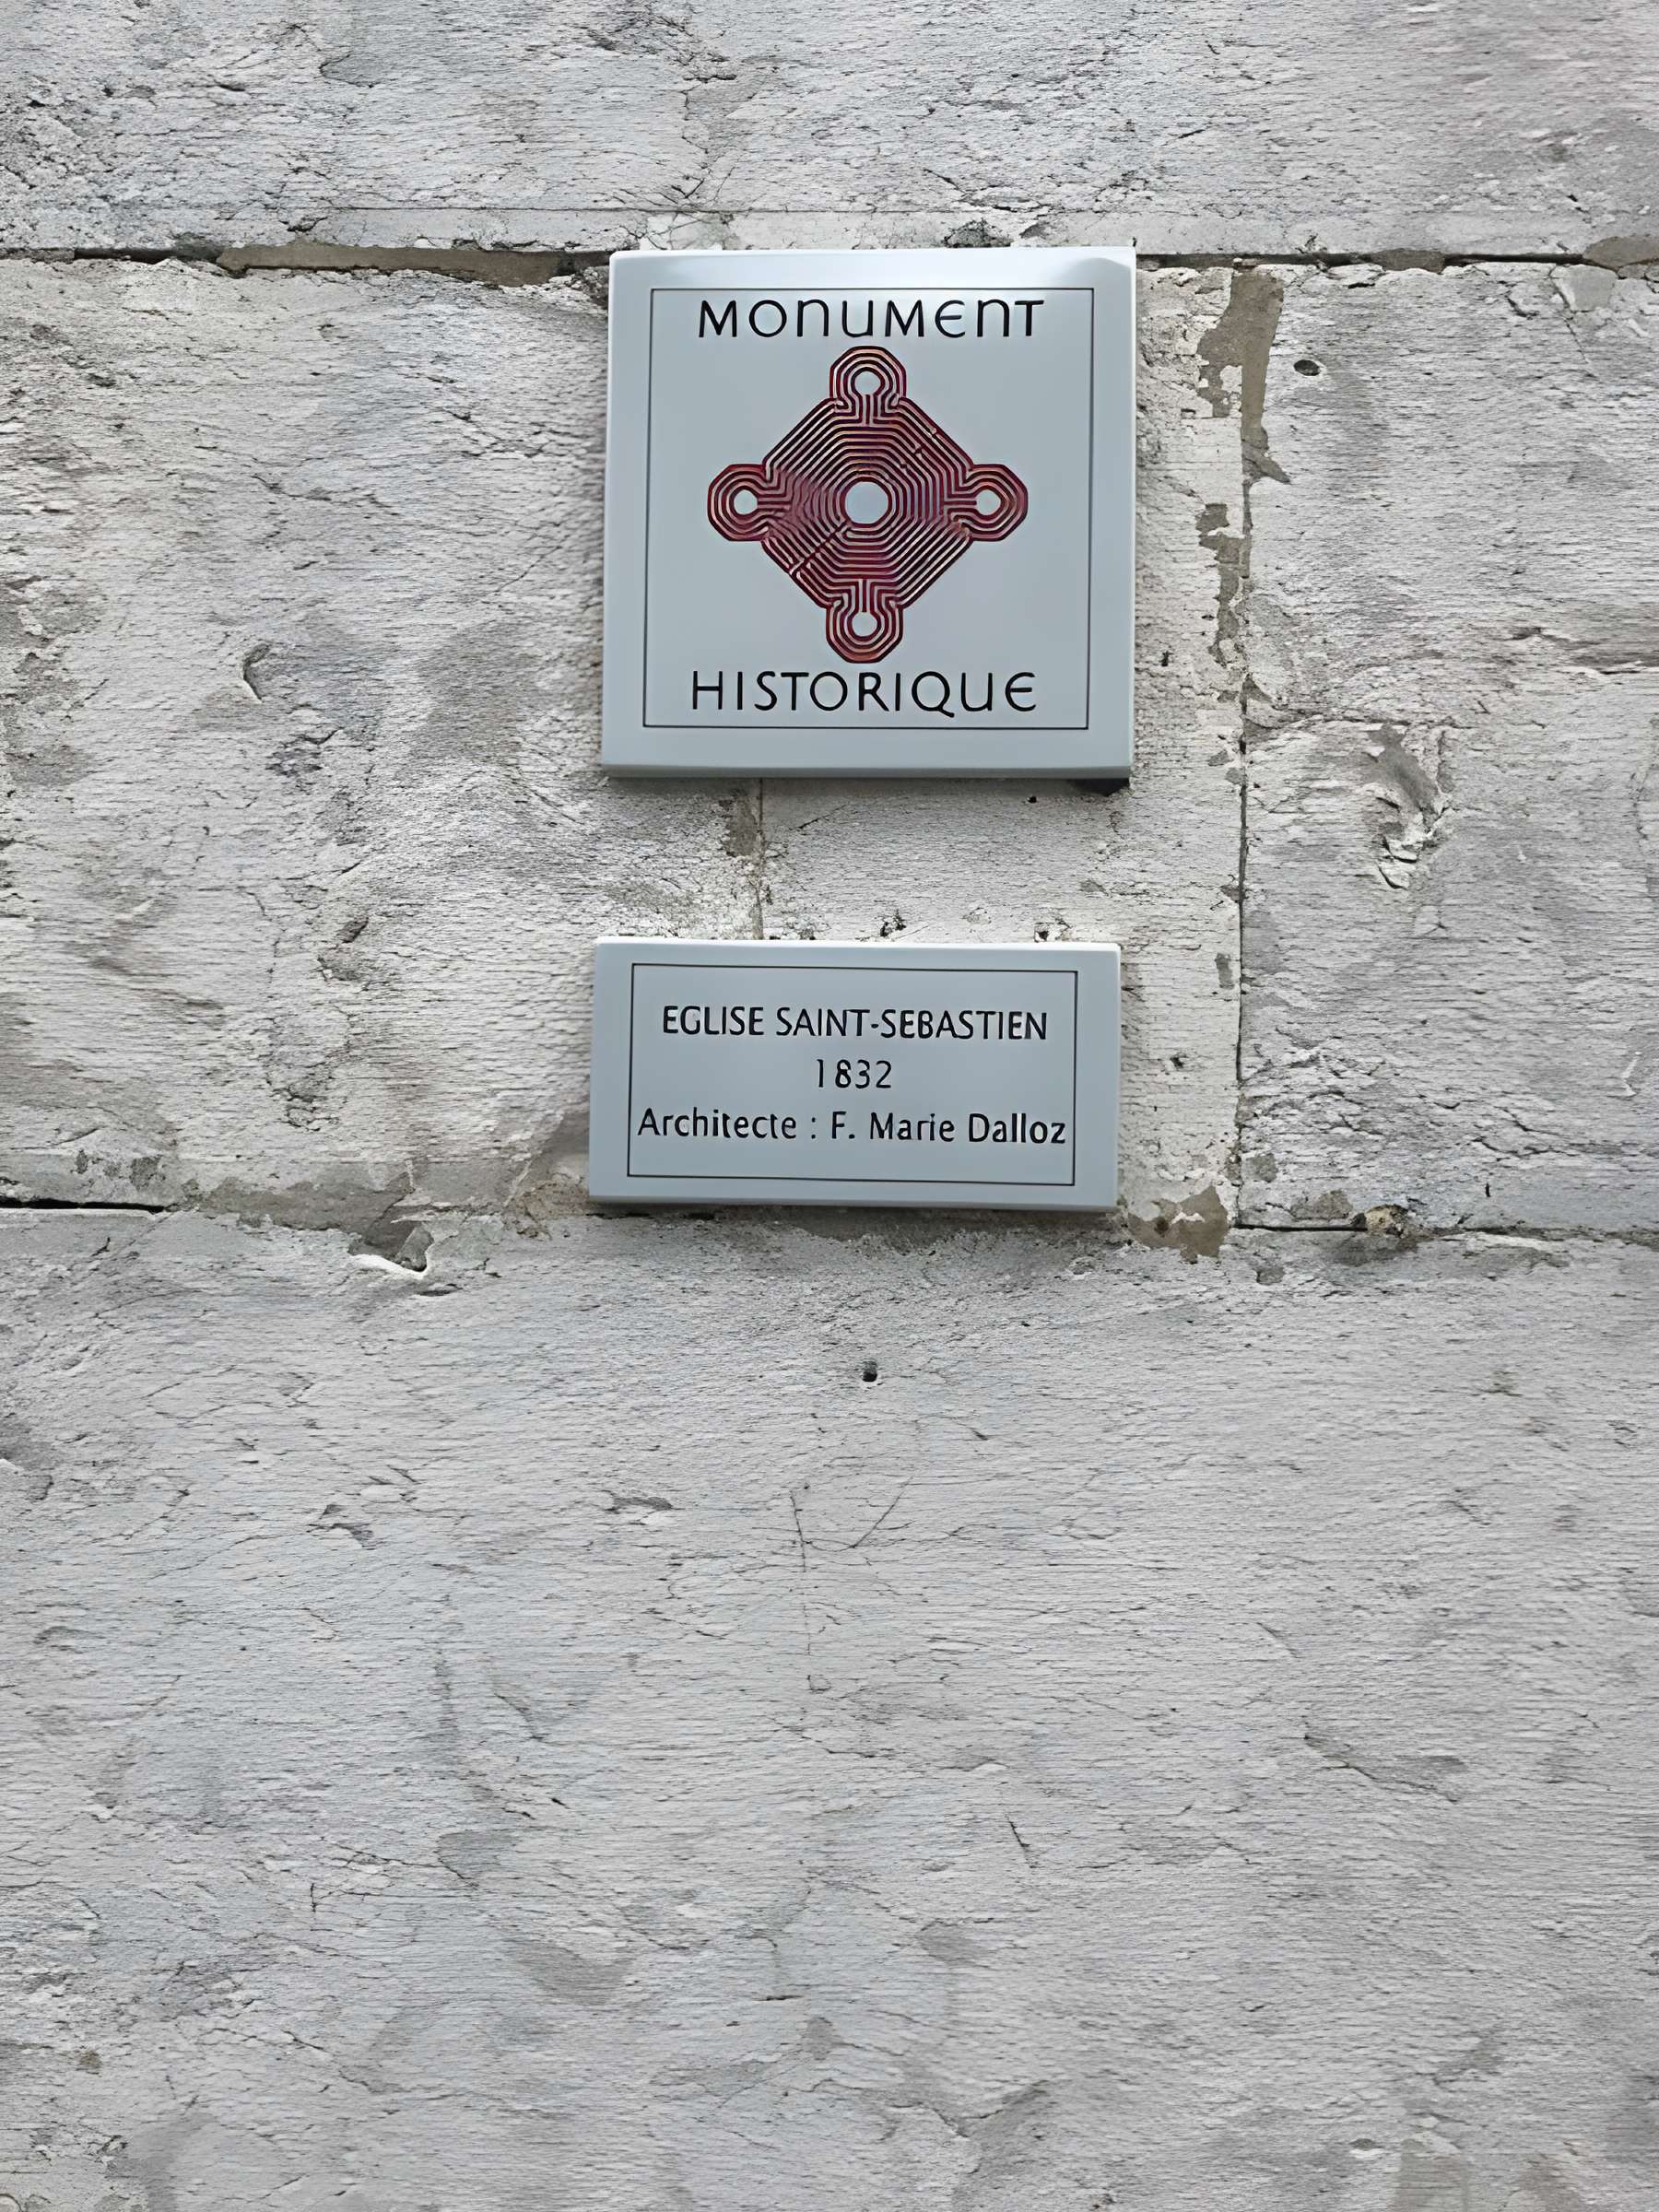 MONUMENT
HISTORIQUE
EGLISE SAINT-SEBASTIEN
1832
Architecte : F. Marie Dalloz